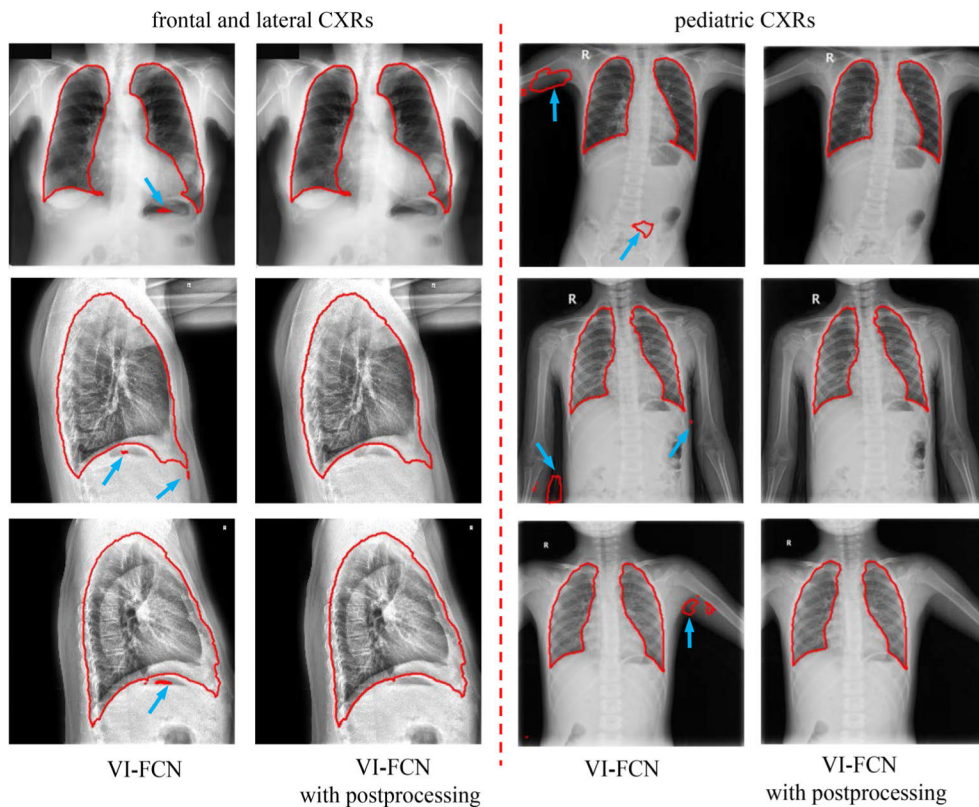 frontal and lateral CXRs
pediatric CXRs
R
R
R
R
R
R
R
R
R
R
VI-FCN
VI-FCN
with postprocessing
VI-FCN
VI-FCN
with postprocessing